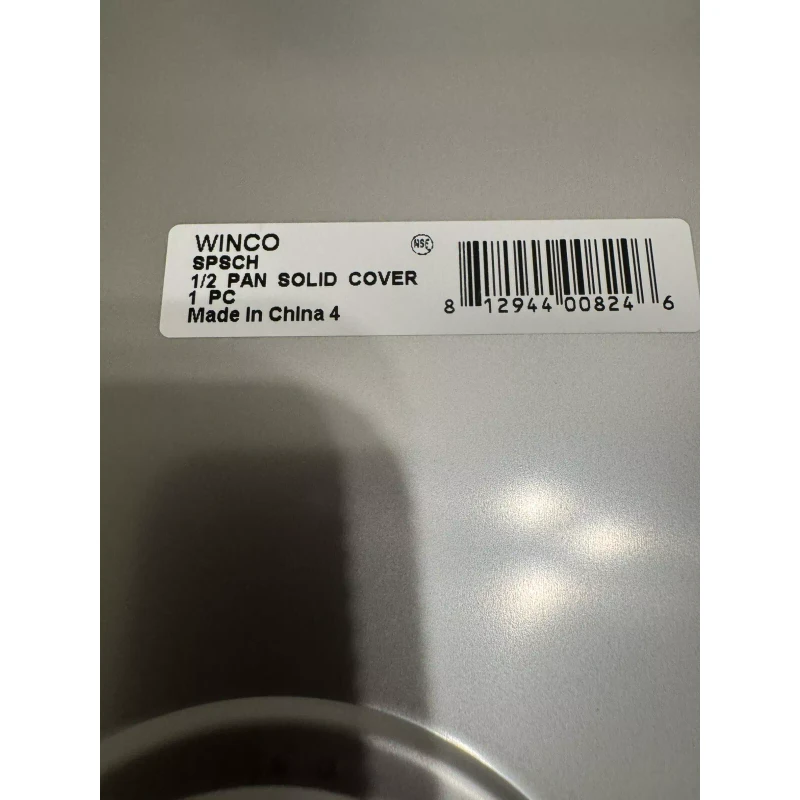 WINCO
SPSCH
1/2 PAN SOLID COVER
1 PC
Made in China 4
NSF
8 12944 00824 6